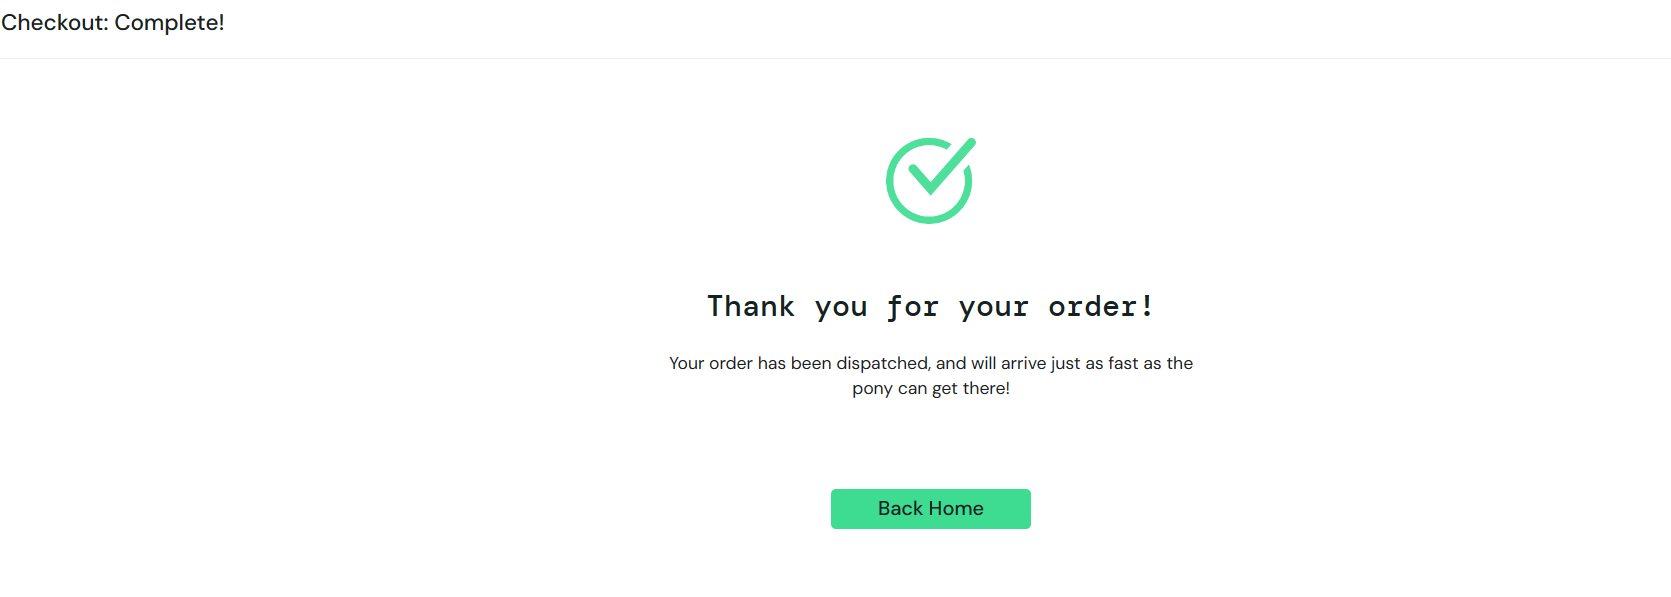 Checkout: Complete!
Thank you for your order!
Your order has been dispatched, and will arrive just as fast as the
pony can get there!
Back Home